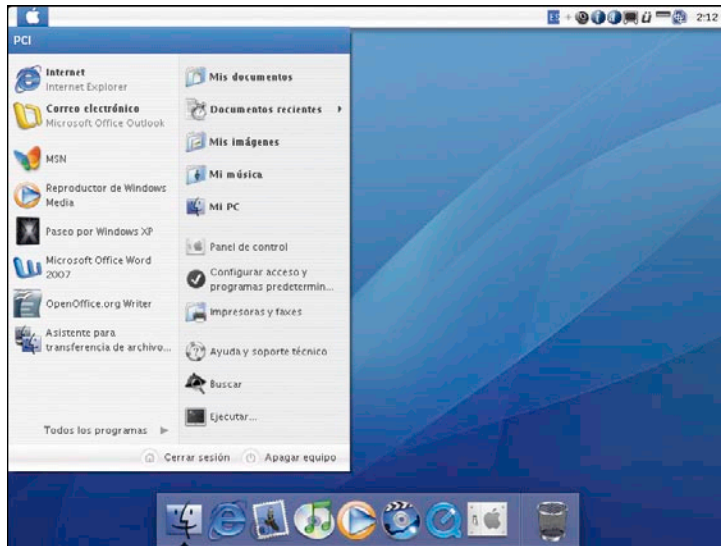 ES
2:12
PCI
Internet
Internet Explorer
Correo electrónico
Microsoft Office Outlook
MSN
Reproductor de Windows
Media
Paseo por Windows XP
Microsoft Office Word
2007
OpenOffice.org Writer
Asistente para
transferencia de archivo...
Todos los programas
Mis documentos
Documentos recientes
Mis imágenes
Mi música
Mi PC
Panel de control
Configurar acceso y
programas predetermin...
Impresoras y faxes
Ayuda y soporte técnico
Buscar
Ejecutar...
Cerrar sesión
Apagar equipo